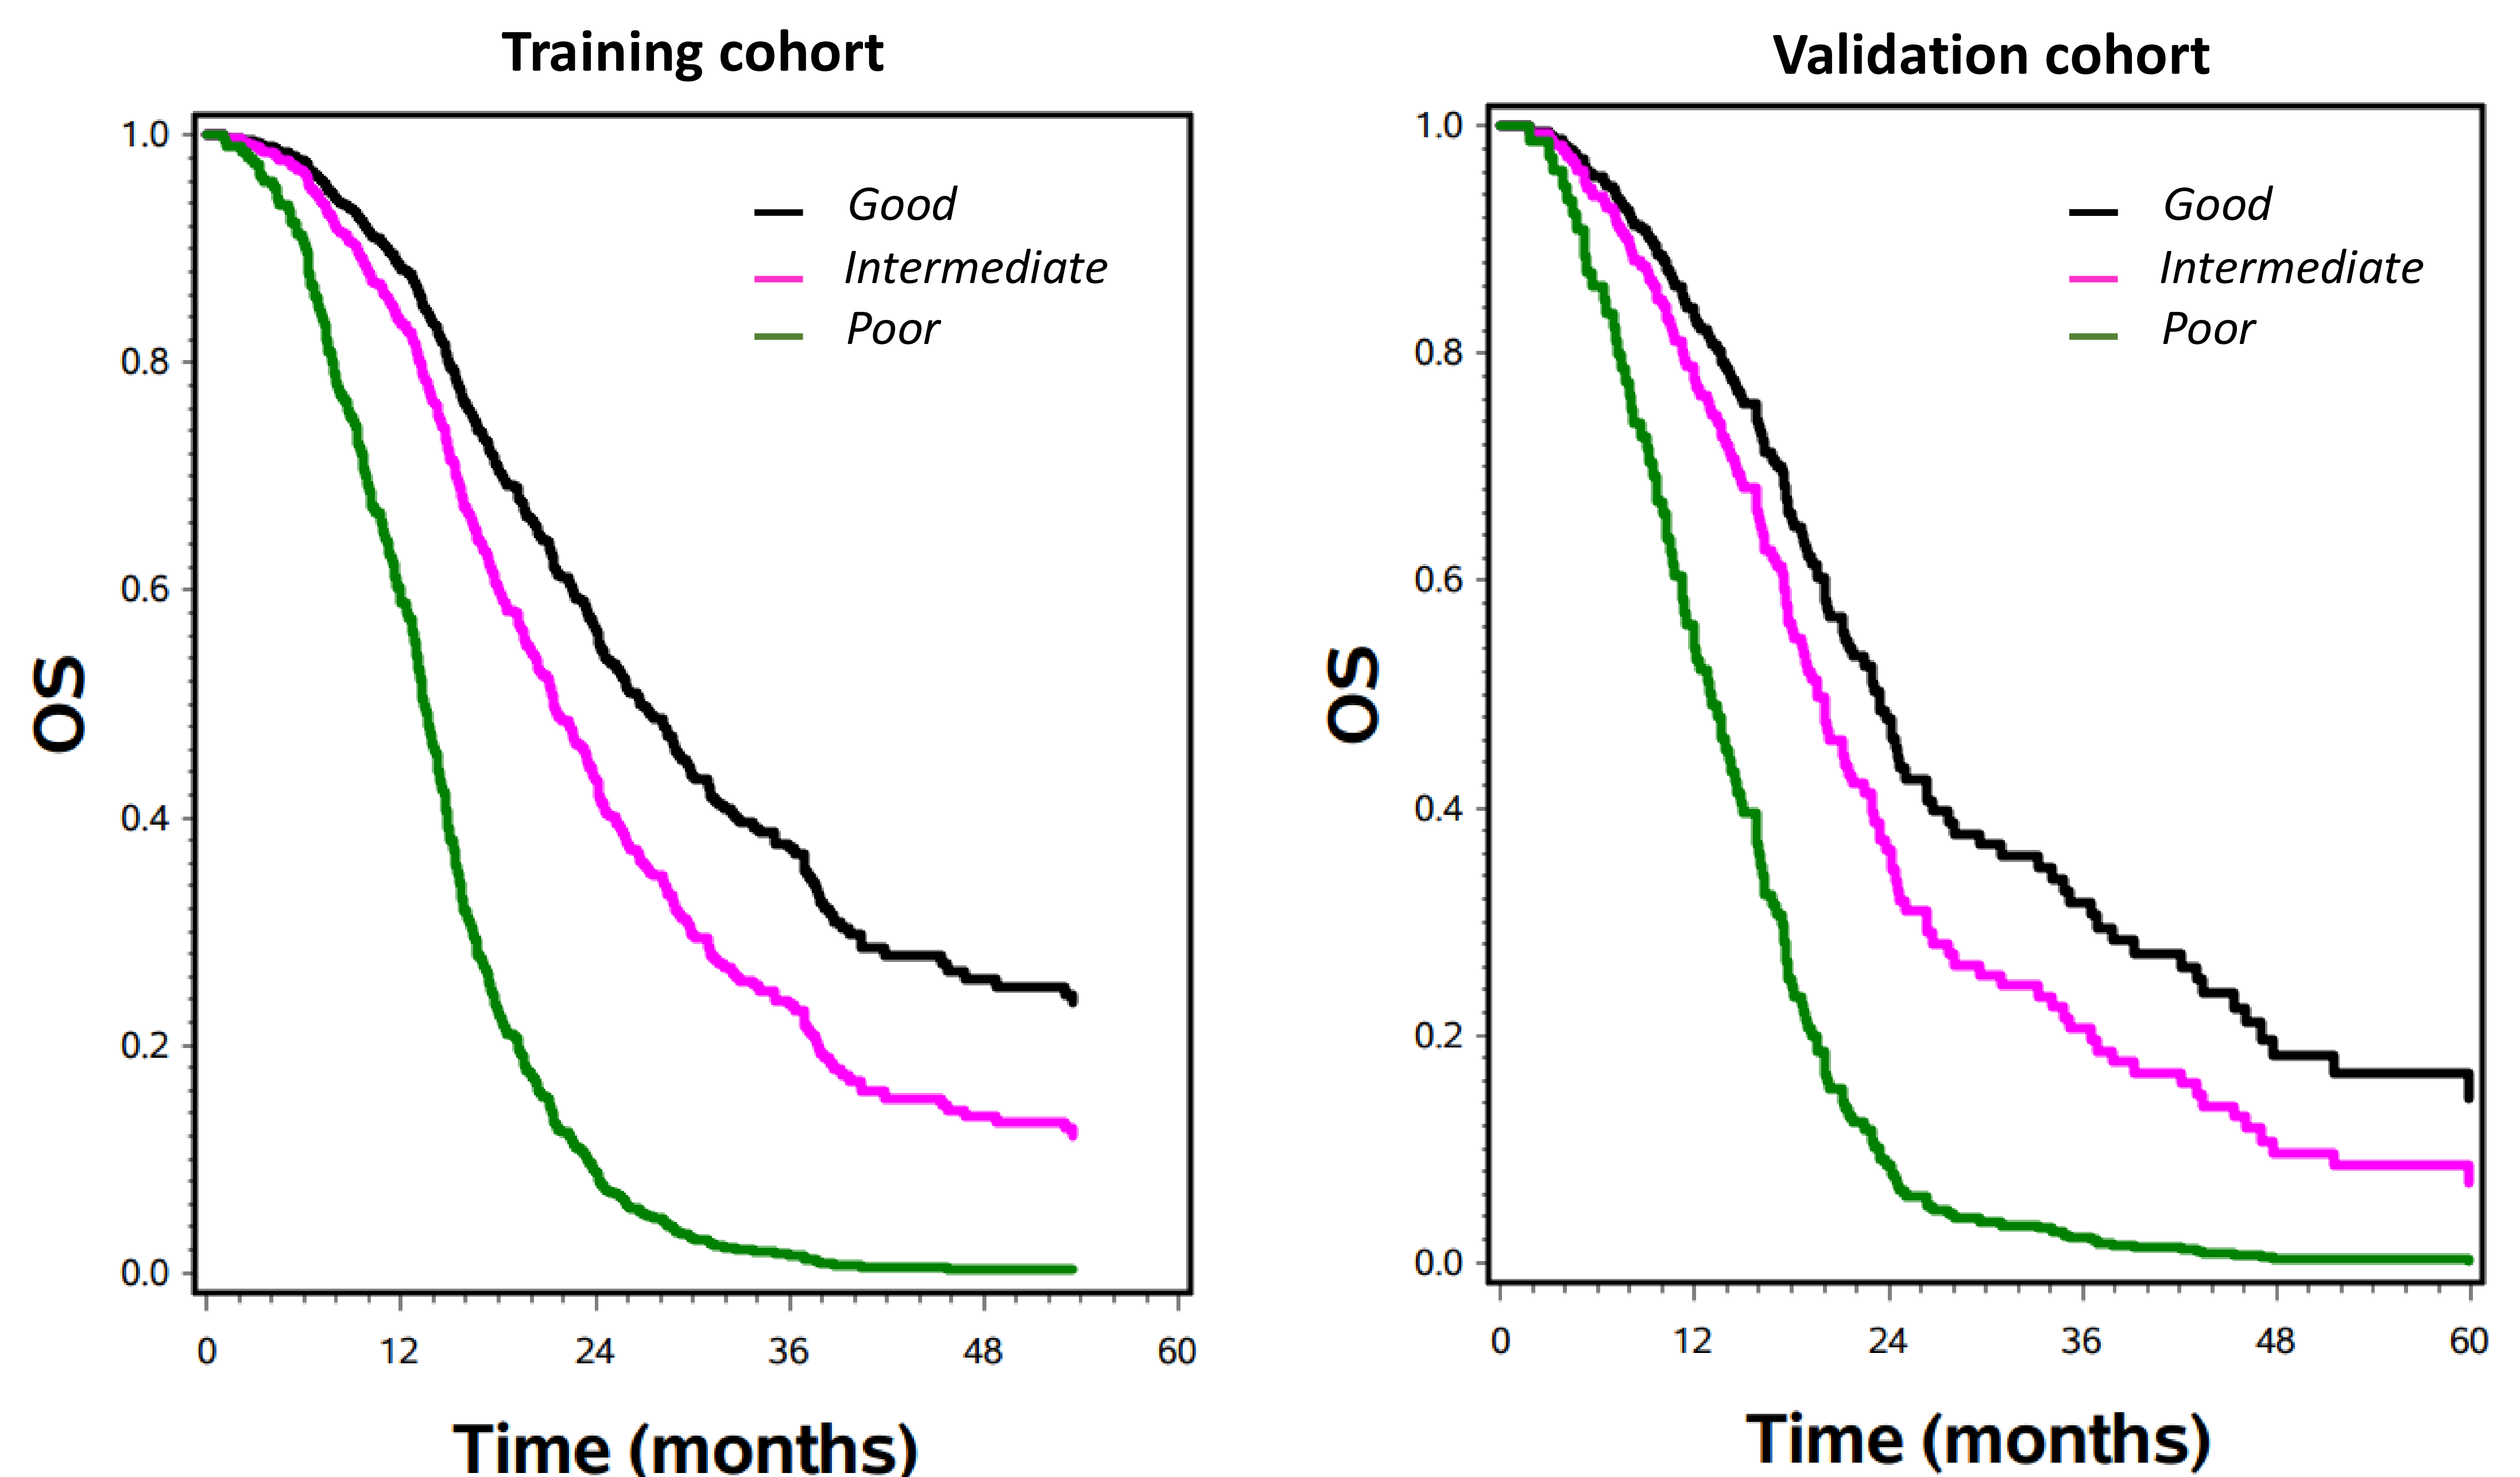 Training cohort
1.0
0.8
0.6
0.4
0.2
0.0
OS
Good
Intermediate
Poor
0 12 24 36 48 60
Time (months)
Validation cohort
1.0
0.8
0.6
0.4
0.2
0.0
OS
Good
Intermediate
Poor
0 12 24 36 48 60
Time (months)